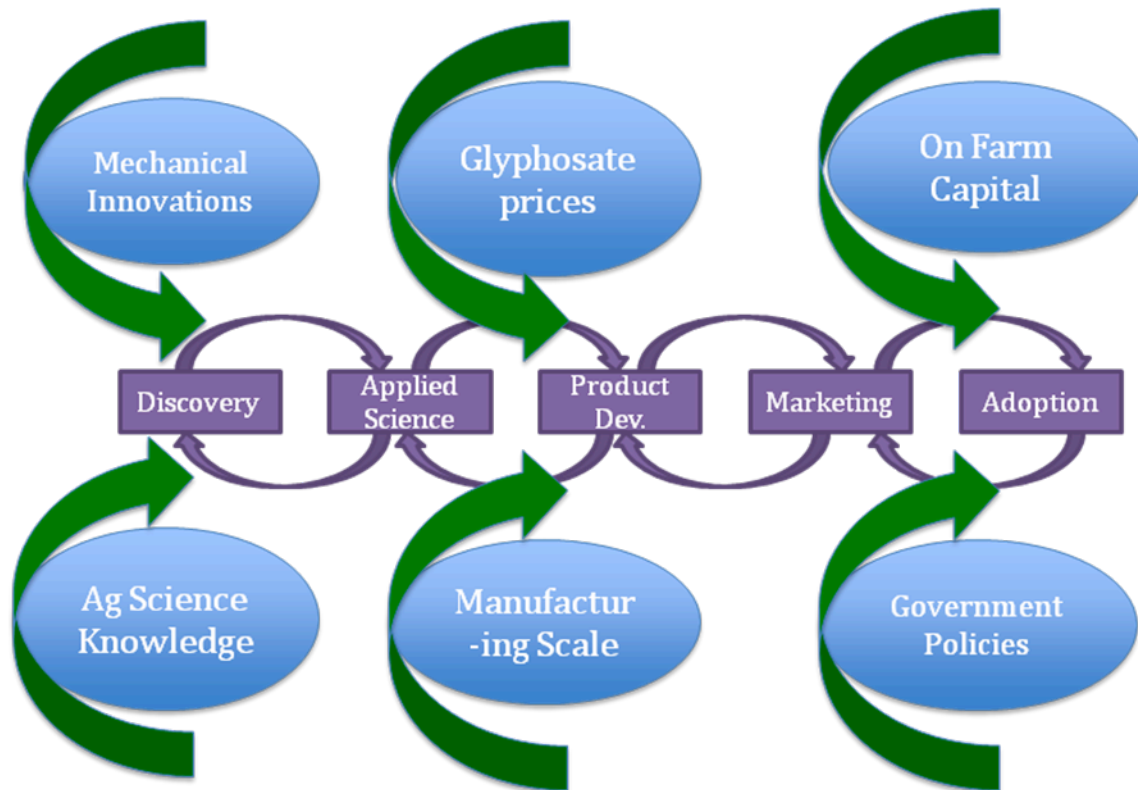 Mechanical
Innovations
Glyphosate
prices
On Farm
Capital
Discovery
Applied
Science
Product
Dev.
Marketing
Adoption
Ag Science
Knowledge
Manufactur
-ing Scale
Government
Policies